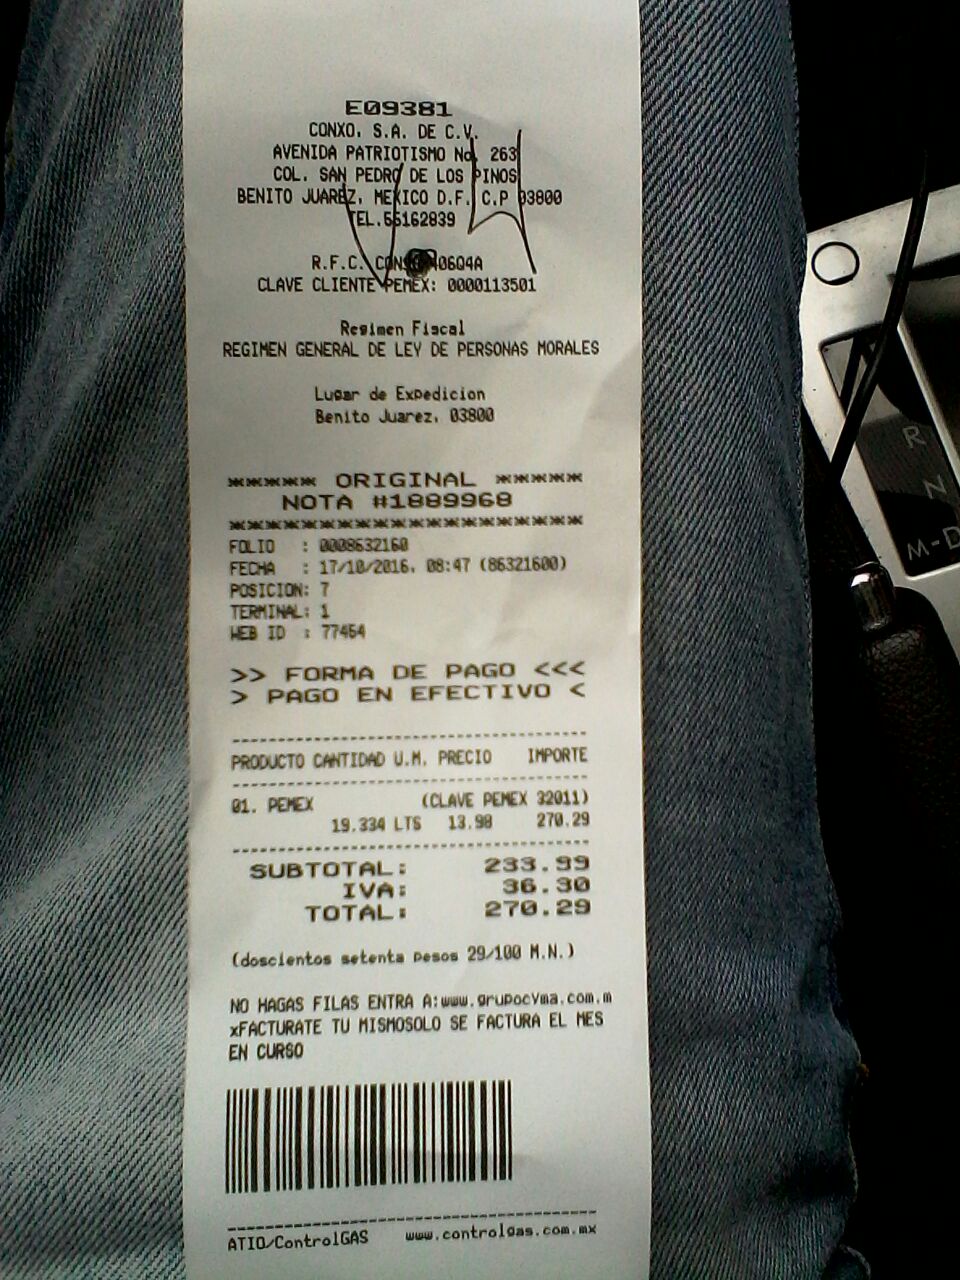 E09381
CONXO, S.A. DE C.V.
AVENIDA PATRIOTISMO No. 263
COL. SAN PEDRO DE LOS PINOS
BENITO JUAREZ, MEXICO D.F. C.P 03800
TEL.55162839
R.F.C.
CLAVE CLIENTE PEMEX: 0000113501
Regimen Fiscal
REGIMEN GENERAL DE LEY DE PERSONAS MORALES
Lugar de Expedicion
Benito Juarez, 03800
***** ORIGINAL *****
NOTA #1889968
********************
FOLIO : 0008632160
FECHA : 17/10/2016, 08:47 (86321600)
POSICION: 7
TERMINAL: 1
WEB ID : 77454
>> FORMA DE PAGO <<<
> PAGO EN EFECTIVO <
PRODUCTO CANTIDAD U.M. PRECIO IMPORTE
01. PEMEX (CLAVE PEMEX 32011)
19.334 LTS 13.98 270.29
SUBTOTAL: 233.99
IVA: 36.30
TOTAL: 270.29
(doscientos setenta pesos 29/100 M.N.)
NO HAGAS FILAS ENTRA A:www.grupocyma.com.m
xFACTURATE TU MISMOSOLO SE FACTURA EL MES
EN CURSO
ATIO/ControlGAS www.controlgas.com.mx
R
N
M-D